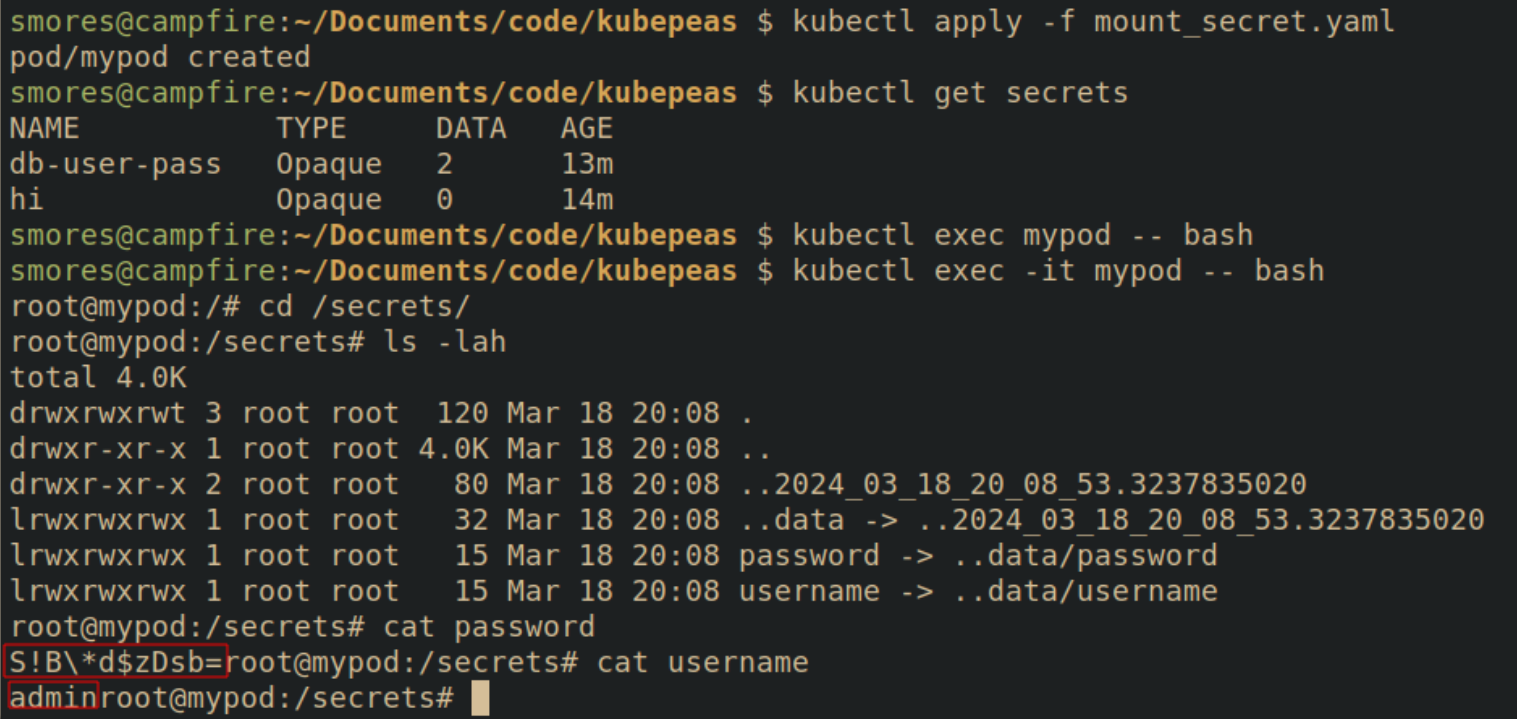 smores@campfire:~/Documents/code/kubepeas $ kubectl apply -f mount_secret.yaml
pod/mypod created
smores@campfire:~/Documents/code/kubepeas $ kubectl get secrets
NAME           TYPE     DATA   AGE
db-user-pass   Opaque   2      13m
hi             Opaque   0      14m
smores@campfire:~/Documents/code/kubepeas $ kubectl exec mypod -- bash
smores@campfire:~/Documents/code/kubepeas $ kubectl exec -it mypod -- bash
root@mypod:/# cd /secrets/
root@mypod:/secrets# ls -lah
total 4.0K
drwxrwxrwt 3 root root  120 Mar 18 20:08 .
drwxr-xr-x 1 root root 4.0K Mar 18 20:08 ..
drwxr-xr-x 2 root root   80 Mar 18 20:08 ..2024_03_18_20_08_53.3237835020
lrwxrwxrwx 1 root root   32 Mar 18 20:08 ..data -> ..2024_03_18_20_08_53.3237835020
lrwxrwxrwx 1 root root   15 Mar 18 20:08 password -> ..data/password
lrwxrwxrwx 1 root root   15 Mar 18 20:08 username -> ..data/username
root@mypod:/secrets# cat password
S!B\*d$zDsb=root@mypod:/secrets# cat username
adminroot@mypod:/secrets#